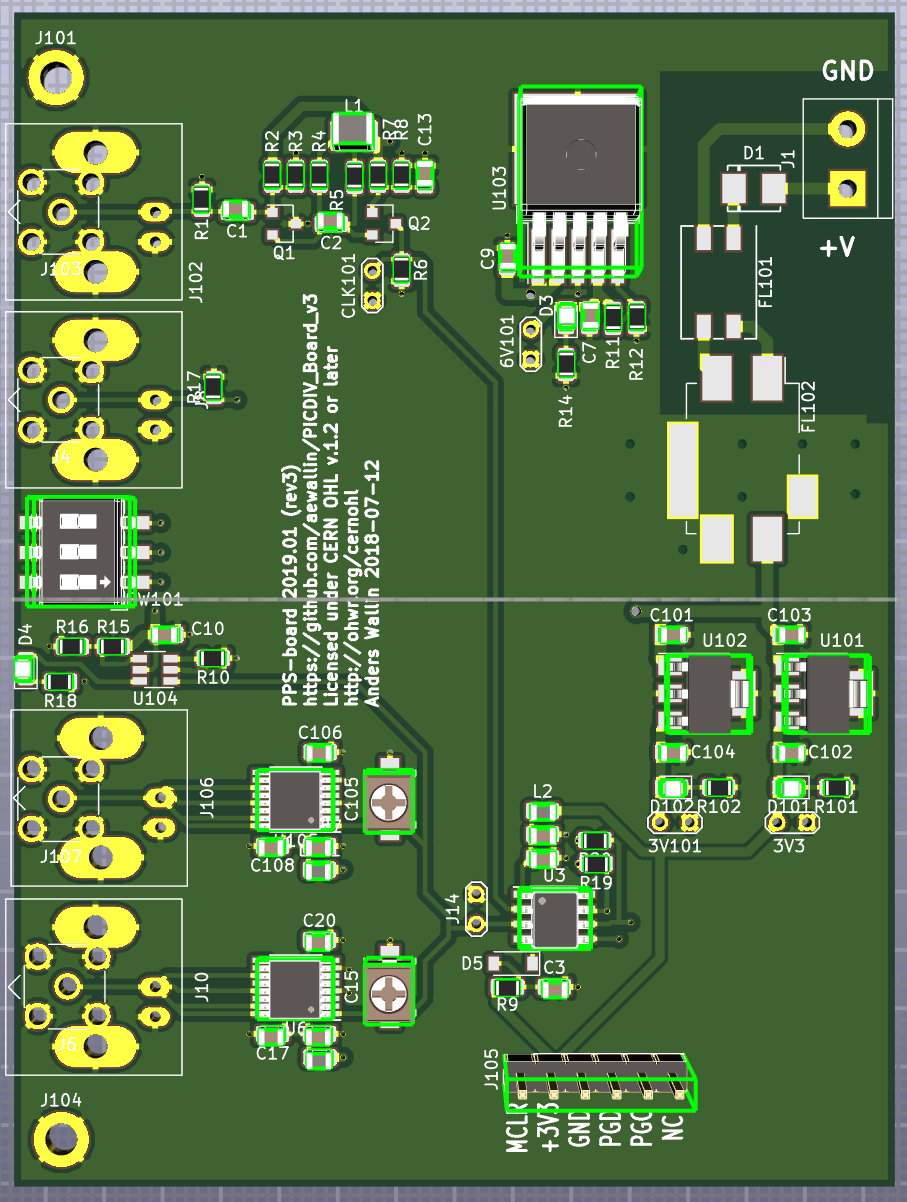 J101
GND
L1
R2
R3
R4
R7
R8
C13
D1
J1
U103
R1
C1
R5
C2
Q1
Q2
+V
J103
J102
CLK101
R6
C9
FL101
D3
6V101
C7
R11
R12
R14
R17
FL102
J4
PPS-board 2019.01 (rev3)
https://github.com/aewallin/PICDIV_Board_v3
Licensed under CERN OHL v.1.2 or later
http://ohwr.org/cernohl
Anders Wallin 2018-07-12
W101
D4
R16
R15
C10
R10
R18
U104
C101
C103
U102
U101
C104
C102
C106
J106
C105
J107
C108
L2
D102
R102
D101
R101
3V101
3V3
R19
U3
J14
C20
D5
C3
R9
J10
C15
J6
U6
C17
J105
J104
MCLR
+3V3
GND
PGD
PGC
NC